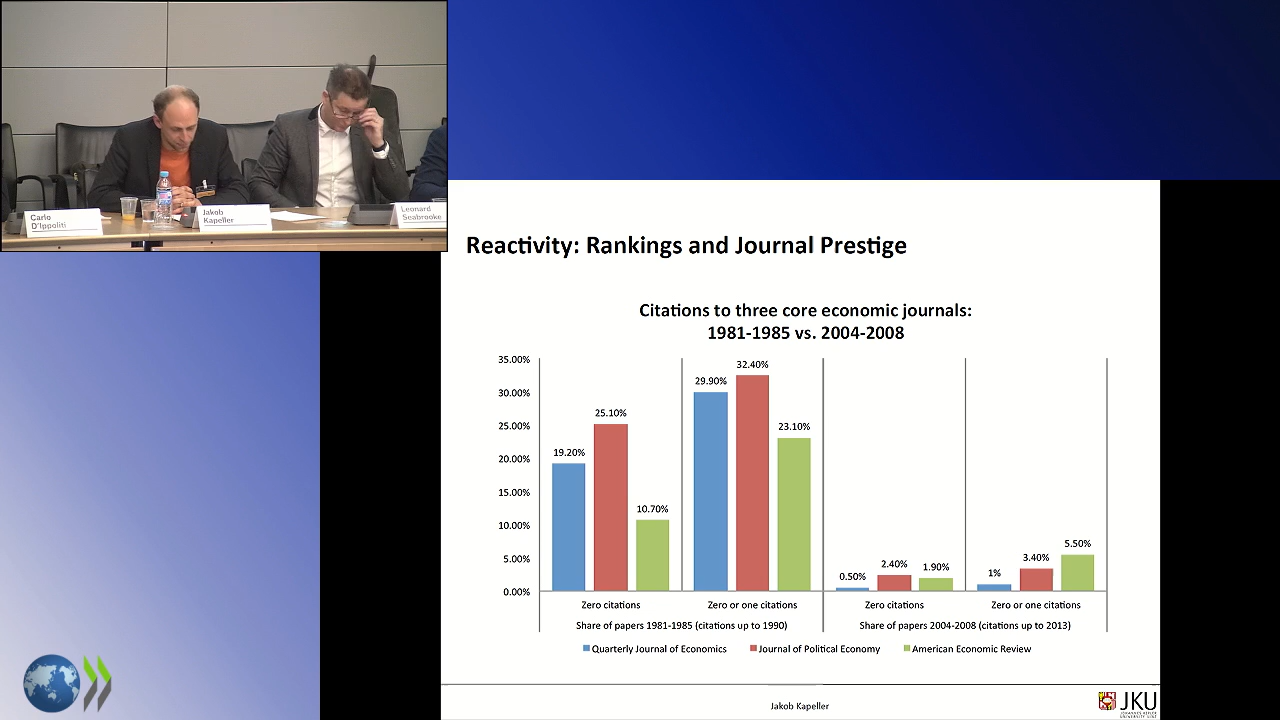 Carlo
D'Ippoliti
Jakob
Kapeller
Leonard
Seabrooke
Reactivity: Rankings and Journal Prestige
Citations to three core economic journals:
1981-1985 vs. 2004-2008
35.00%
30.00%
25.00%
20.00%
15.00%
10.00%
5.00%
0.00%
19.20%
25.10%
10.70%
29.90%
32.40%
23.10%
0.50%
2.40%
1.90%
1%
3.40%
5.50%
Zero citations
Zero or one citations
Zero citations
Zero or one citations
Share of papers 1981-1985 (citations up to 1990)
Share of papers 2004-2008 (citations up to 2013)
Quarterly Journal of Economics
Journal of Political Economy
American Economic Review
Jakob Kapeller
JKU
JOHANNES KEPLER
UNIVERSITY LINZ